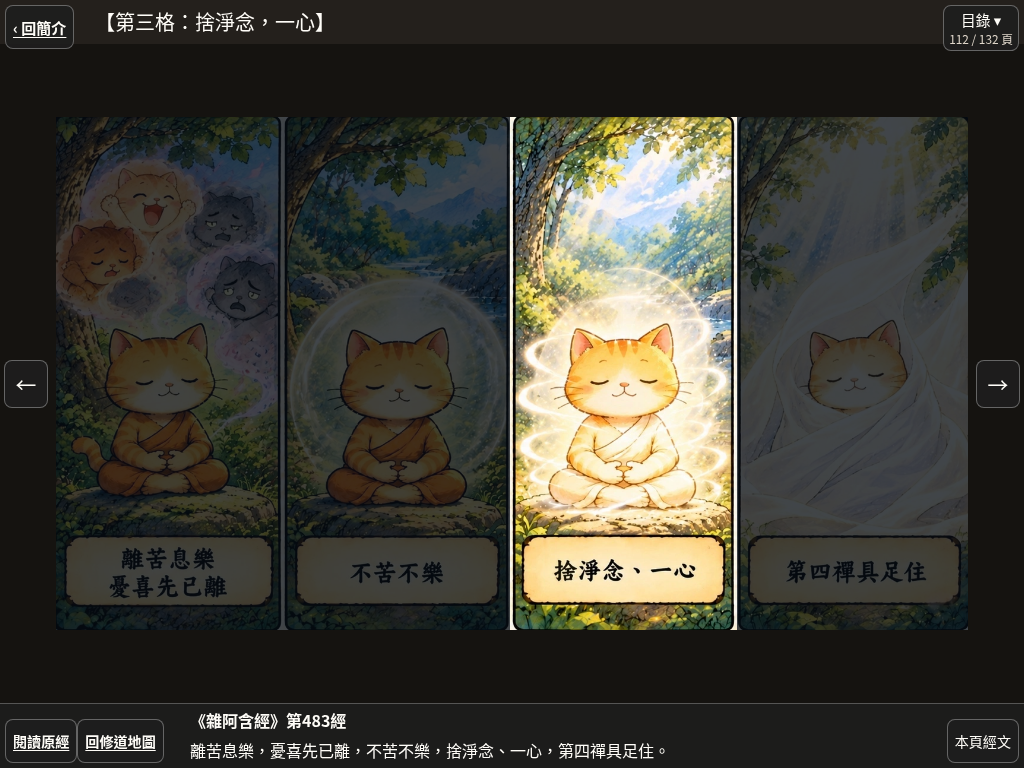 ‹ 回簡介
【第三格：捨淨念，一心】
目錄 ▾
112 / 132 頁
←
→
離苦息樂
憂喜先已離
不苦不樂
捨淨念、一心
第四禪具足住
閱讀原經
回修道地圖
《雜阿含經》第483經
離苦息樂，憂喜先已離，不苦不樂，捨淨念、一心，第四禪具足住。
本頁經文